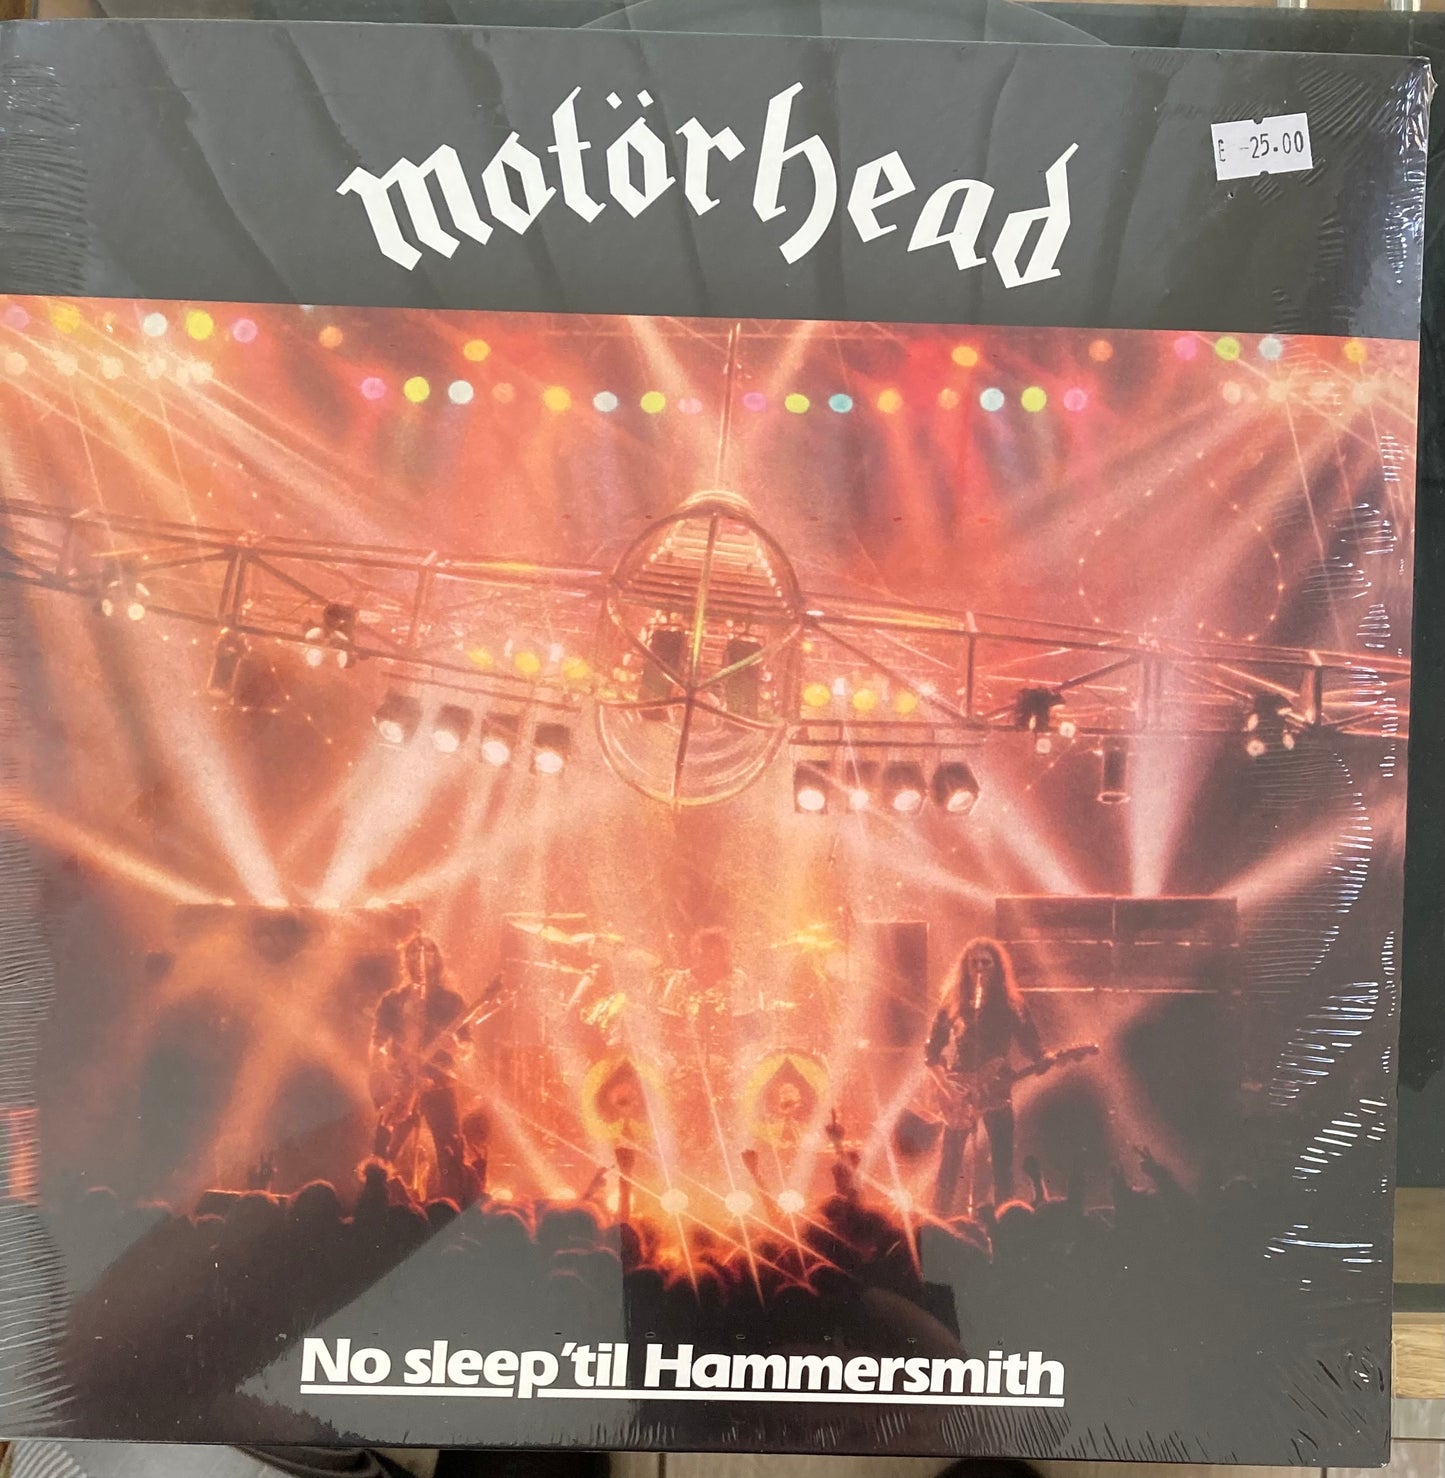 motörhead
E -25.00
No sleep 'til Hammersmith